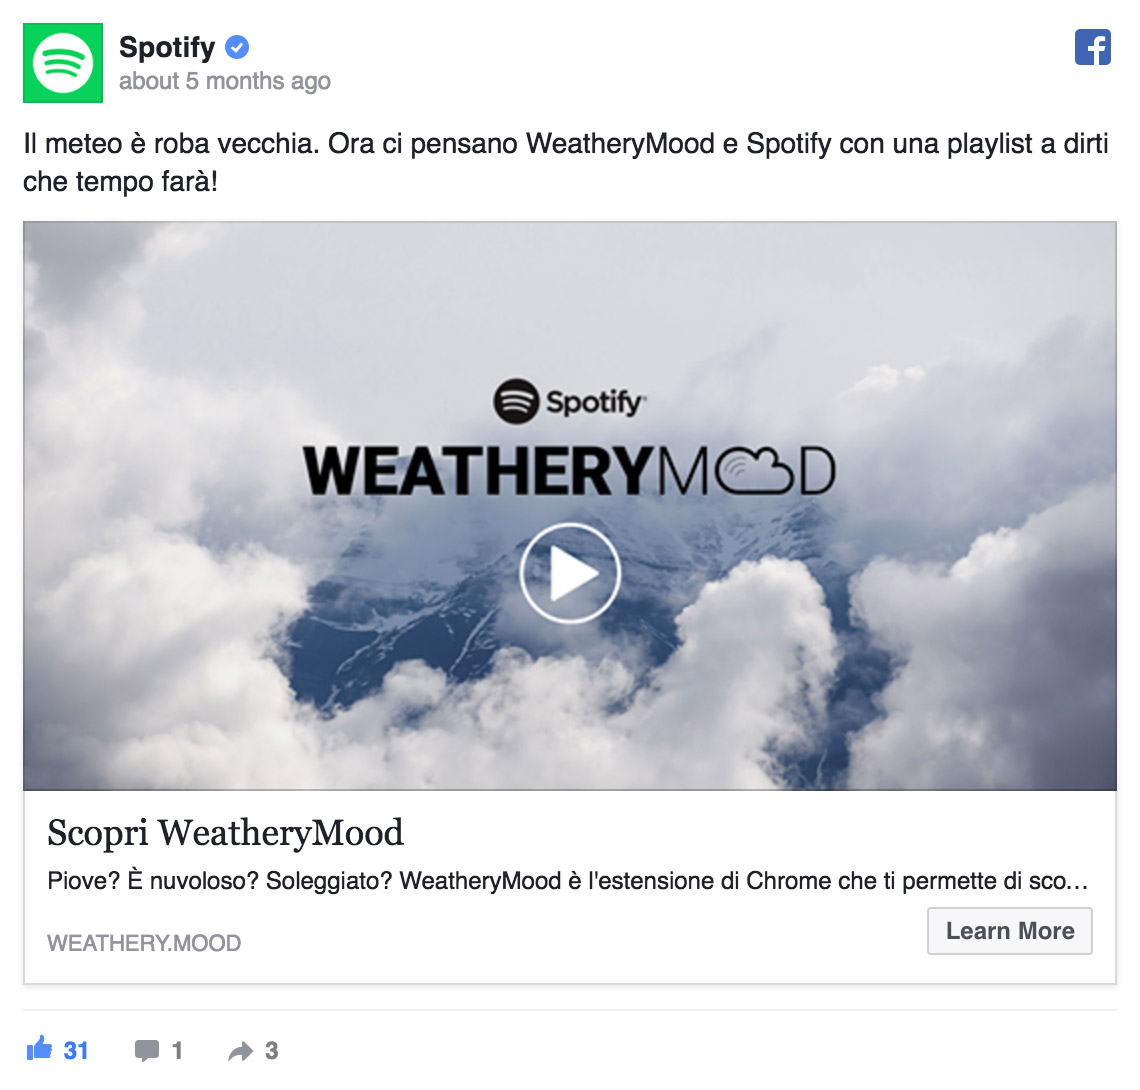 Spotify
about 5 months ago
Il meteo è roba vecchia. Ora ci pensano WeatheryMood e Spotify con una playlist a dirti
che tempo farà!
Spotify
WEATHERYMOOD
Scopri WeatheryMood
Piove? È nuvoloso? Soleggiato? WeatheryMood è l'estensione di Chrome che ti permette di sco...
Learn More
WEATHERY.MOOD
31 1 3